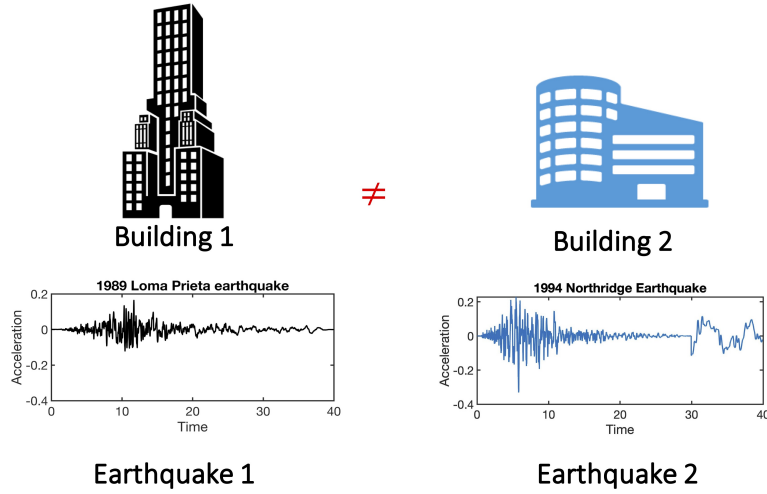 ≠
Building 1
Building 2
1989 Loma Prieta earthquake
0.2
0
-0.2
-0.4
Acceleration
0 10 20 30 40
Time
1994 Northridge Earthquake
0.2
0
-0.2
-0.4
Acceleration
0 10 20 30 40
Time
Earthquake 1
Earthquake 2